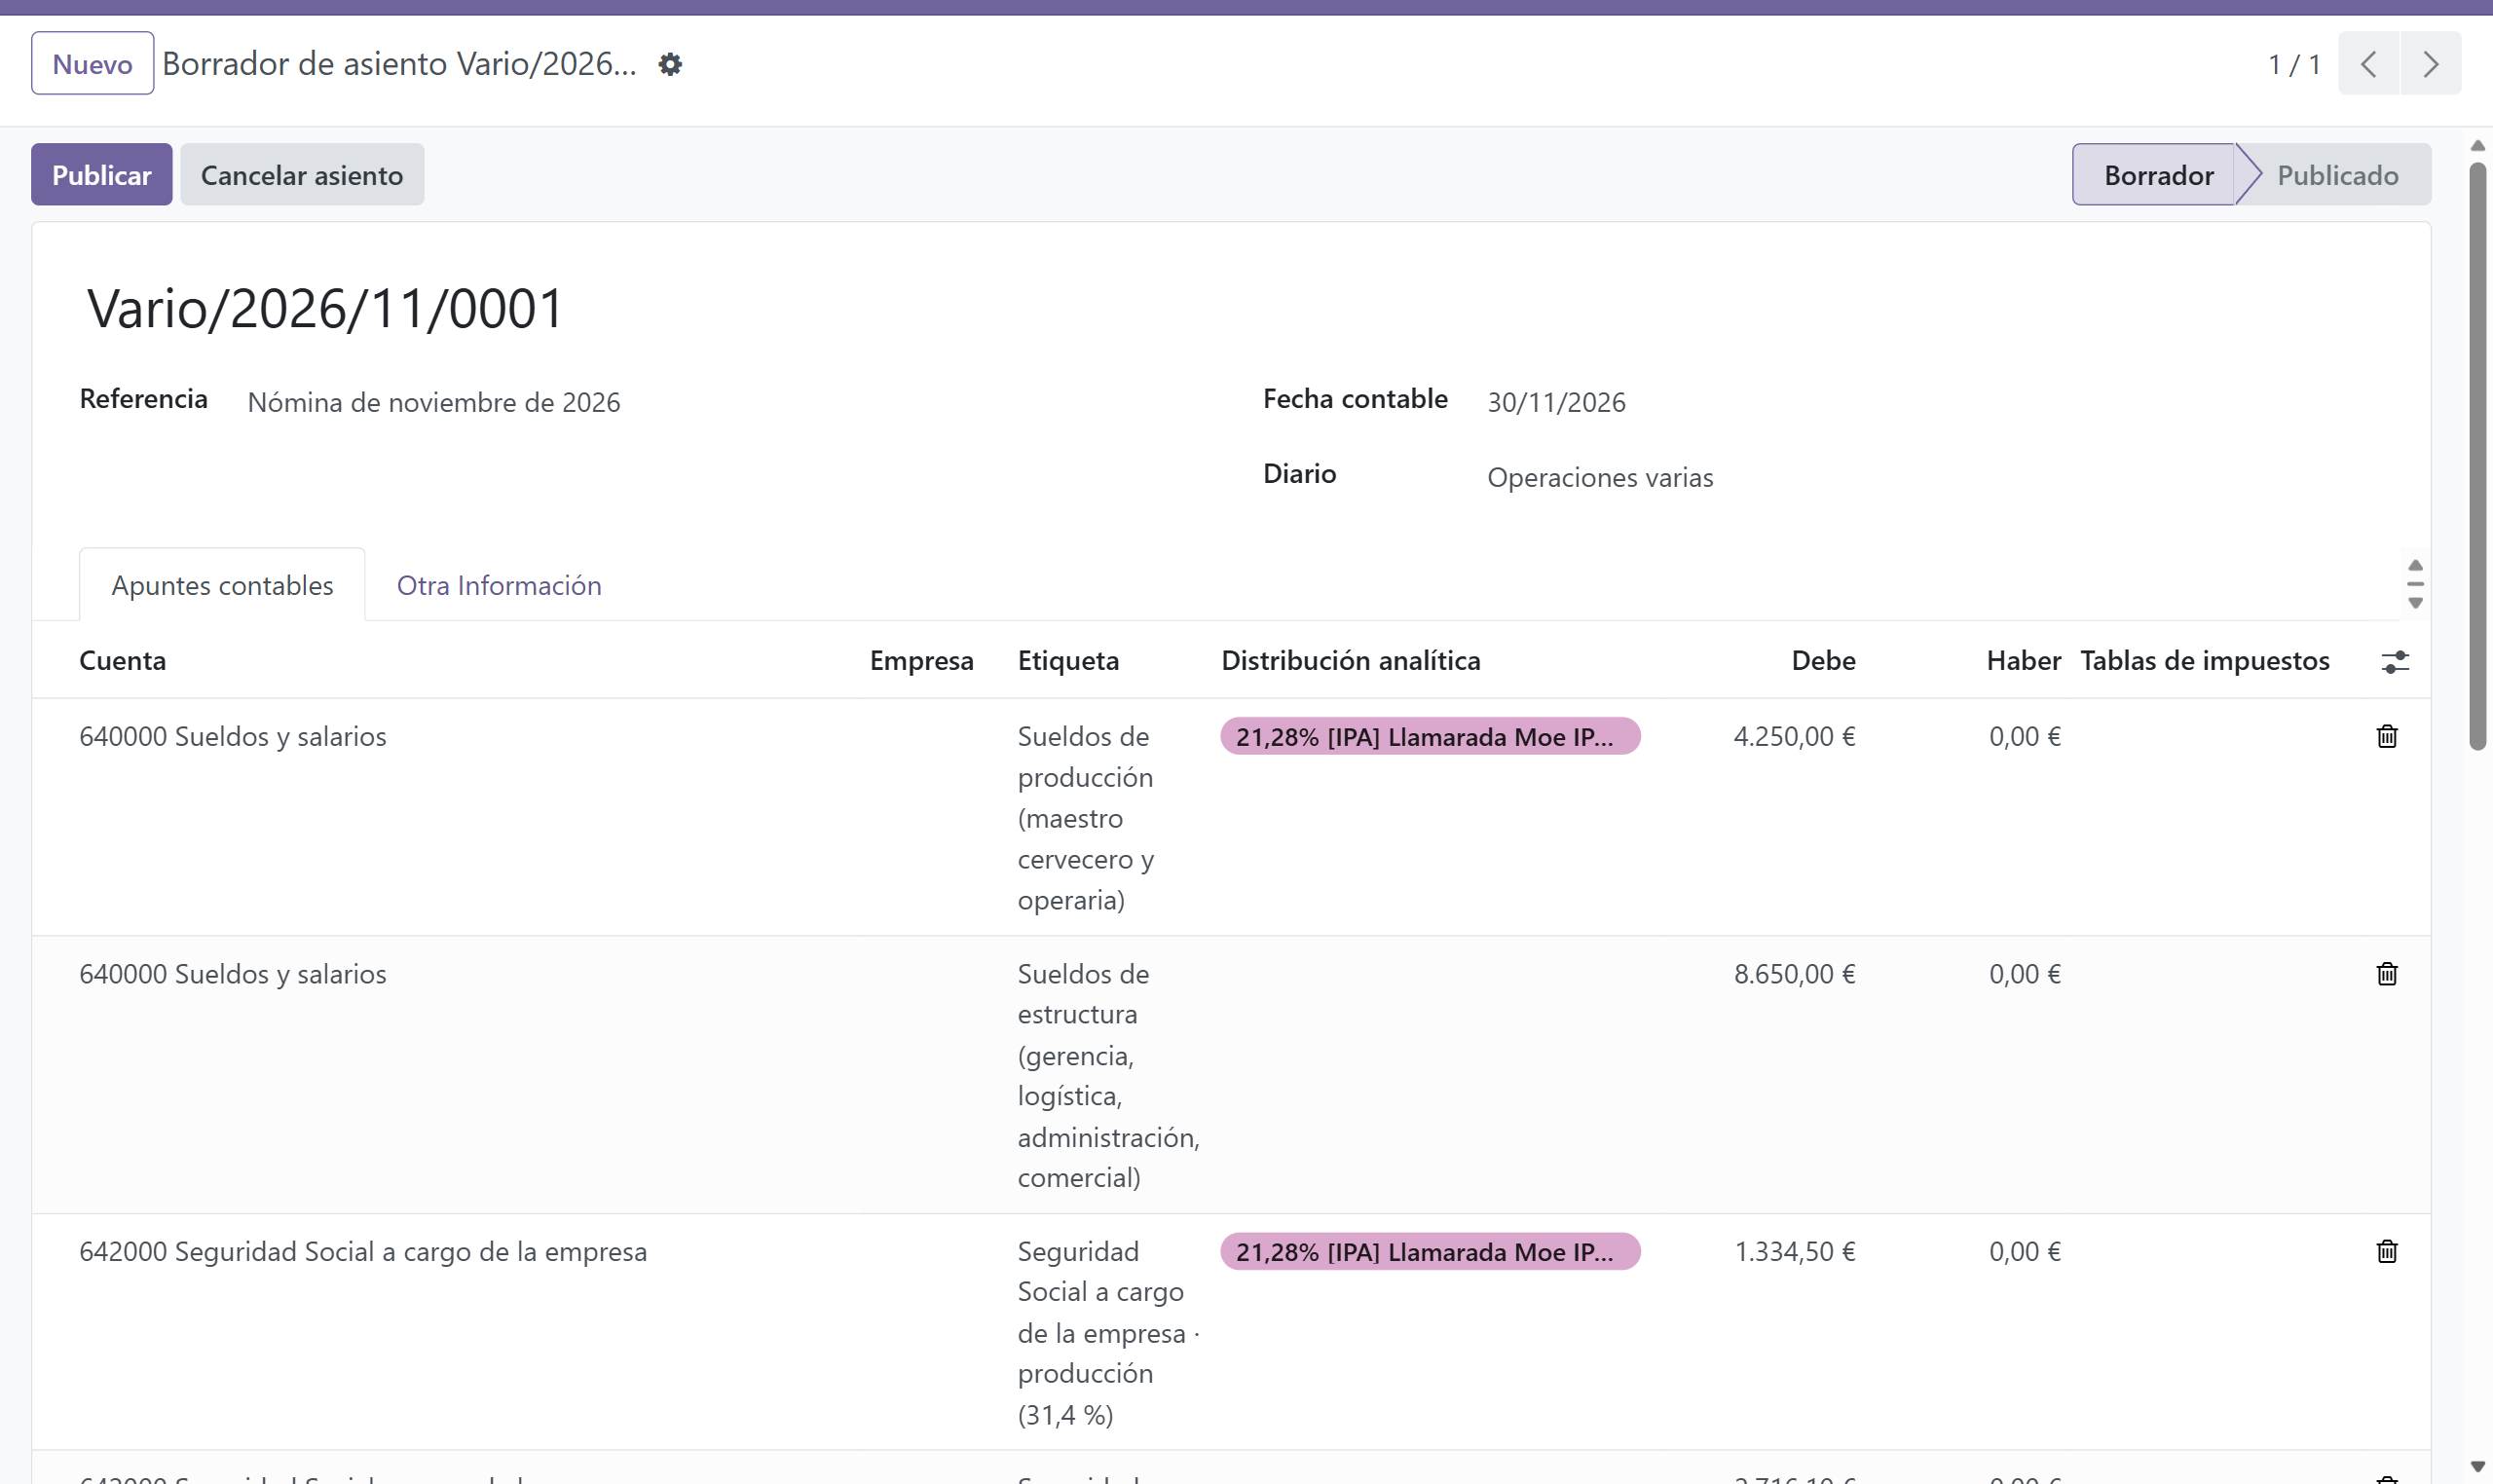 Nuevo Borrador de asiento Vario/2026... 1 / 1
Publicar Cancelar asiento Borrador Publicado
Vario/2026/11/0001
Referencia Nómina de noviembre de 2026 Fecha contable 30/11/2026
Diario Operaciones varias
Apuntes contables Otra Información
Cuenta Empresa Etiqueta Distribución analítica Debe Haber Tablas de impuestos
640000 Sueldos y salarios Sueldos de 21,28% [IPA] Llamarada Moe IP... 4.250,00 € 0,00 €
producción
(maestro
cervecero y
operaria)
640000 Sueldos y salarios Sueldos de 8.650,00 € 0,00 €
estructura
(gerencia,
logística,
administración,
comercial)
642000 Seguridad Social a cargo de la empresa Seguridad 21,28% [IPA] Llamarada Moe IP... 1.334,50 € 0,00 €
Social a cargo
de la empresa ·
producción
(31,4 %)